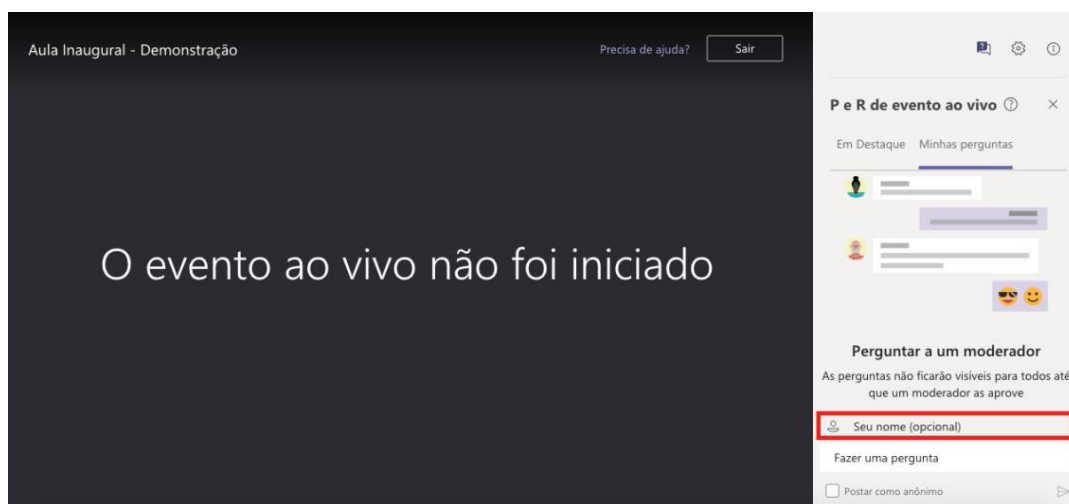 Aula Inaugural - Demonstração
Precisa de ajuda?
Sair
O evento ao vivo não foi iniciado
P e R de evento ao vivo
Em Destaque
Minhas perguntas
Perguntar a um moderador
As perguntas não ficarão visíveis para todos até
que um moderador as aprove
Seu nome (opcional)
Fazer uma pergunta
Postar como anônimo